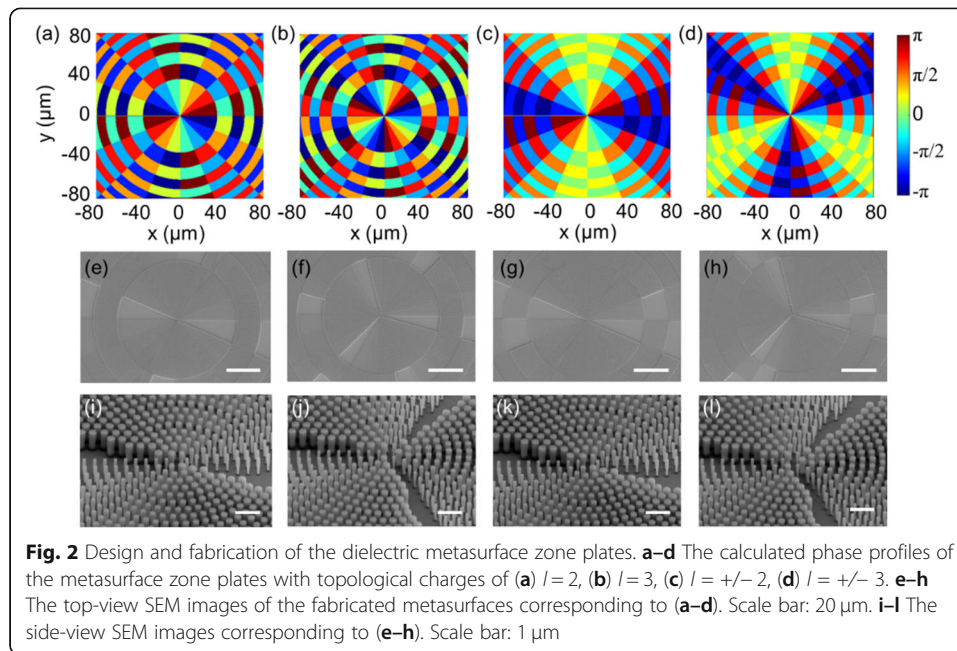 (a) (b) (c) (d)
80
40
0
-40
-80
y (µm)
π
π/2
0
-π/2
-π
-80 -40 0 40 80 -80 -40 0 40 80 -80 -40 0 40 80 -80 -40 0 40 80
x (µm) x (µm) x (µm) x (µm)
(e) (f) (g) (h)
(i) (j) (k) (l)
Fig. 2 Design and fabrication of the dielectric metasurface zone plates. a–d The calculated phase profiles of
the metasurface zone plates with topological charges of (a) l = 2, (b) l = 3, (c) l = +/− 2, (d) l = +/− 3. e–h
The top-view SEM images of the fabricated metasurfaces corresponding to (a–d). Scale bar: 20 µm. i–l The
side-view SEM images corresponding to (e–h). Scale bar: 1 µm